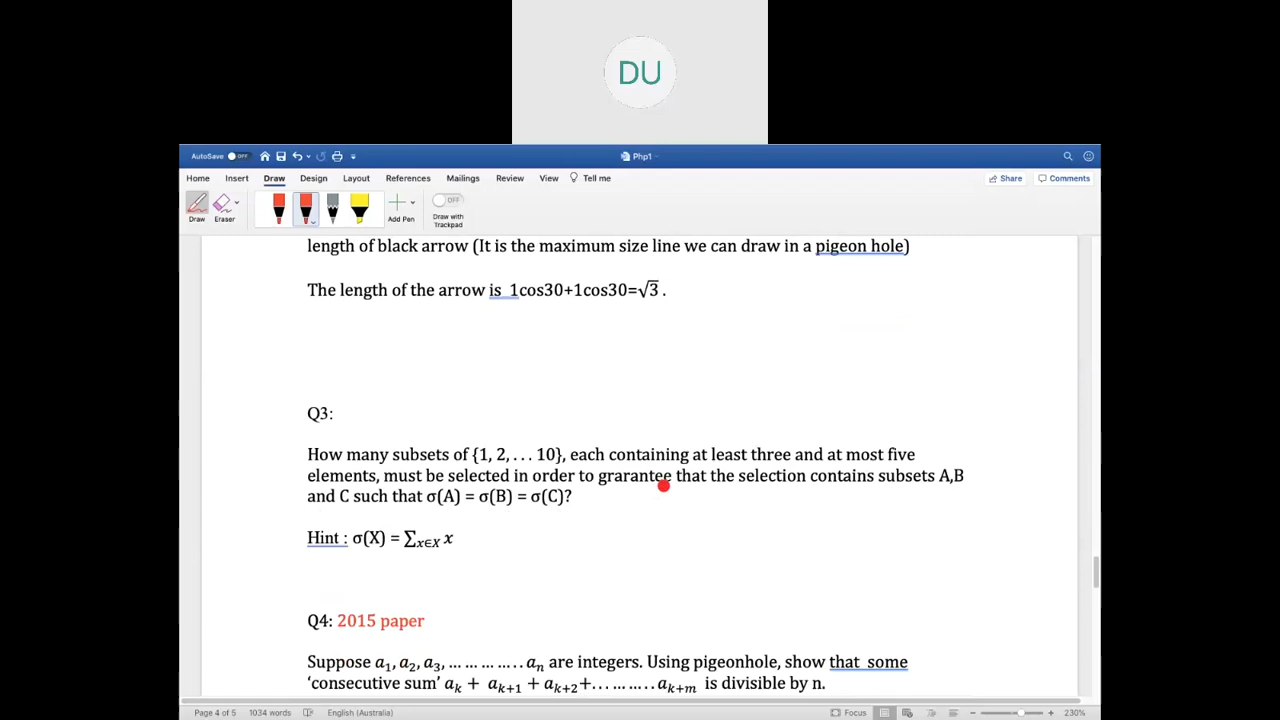 DU
AutoSave OFF
Php1
Home Insert Draw Design Layout References Mailings Review View Tell me
Share Comments
Draw Eraser Add Pen OFF Draw with Trackpad
length of black arrow (It is the maximum size line we can draw in a pigeon hole)
The length of the arrow is 1cos30+1cos30=√3 .
Q3:
How many subsets of {1, 2, . . . 10}, each containing at least three and at most five
elements, must be selected in order to grarantee that the selection contains subsets A,B
and C such that σ(A) = σ(B) = σ(C)?
Hint : σ(X) = ∑x∈X x
Q4: 2015 paper
Suppose a₁, a₂, a₃, … … … … . . aₙ are integers. Using pigeonhole, show that some
‘consecutive sum’ aₖ + aₖ₊₁ + aₖ₊₂ +. . … … … . . aₖ₊ₘ is divisible by n.
Page 4 of 5 1034 words English (Australia) Focus 230%